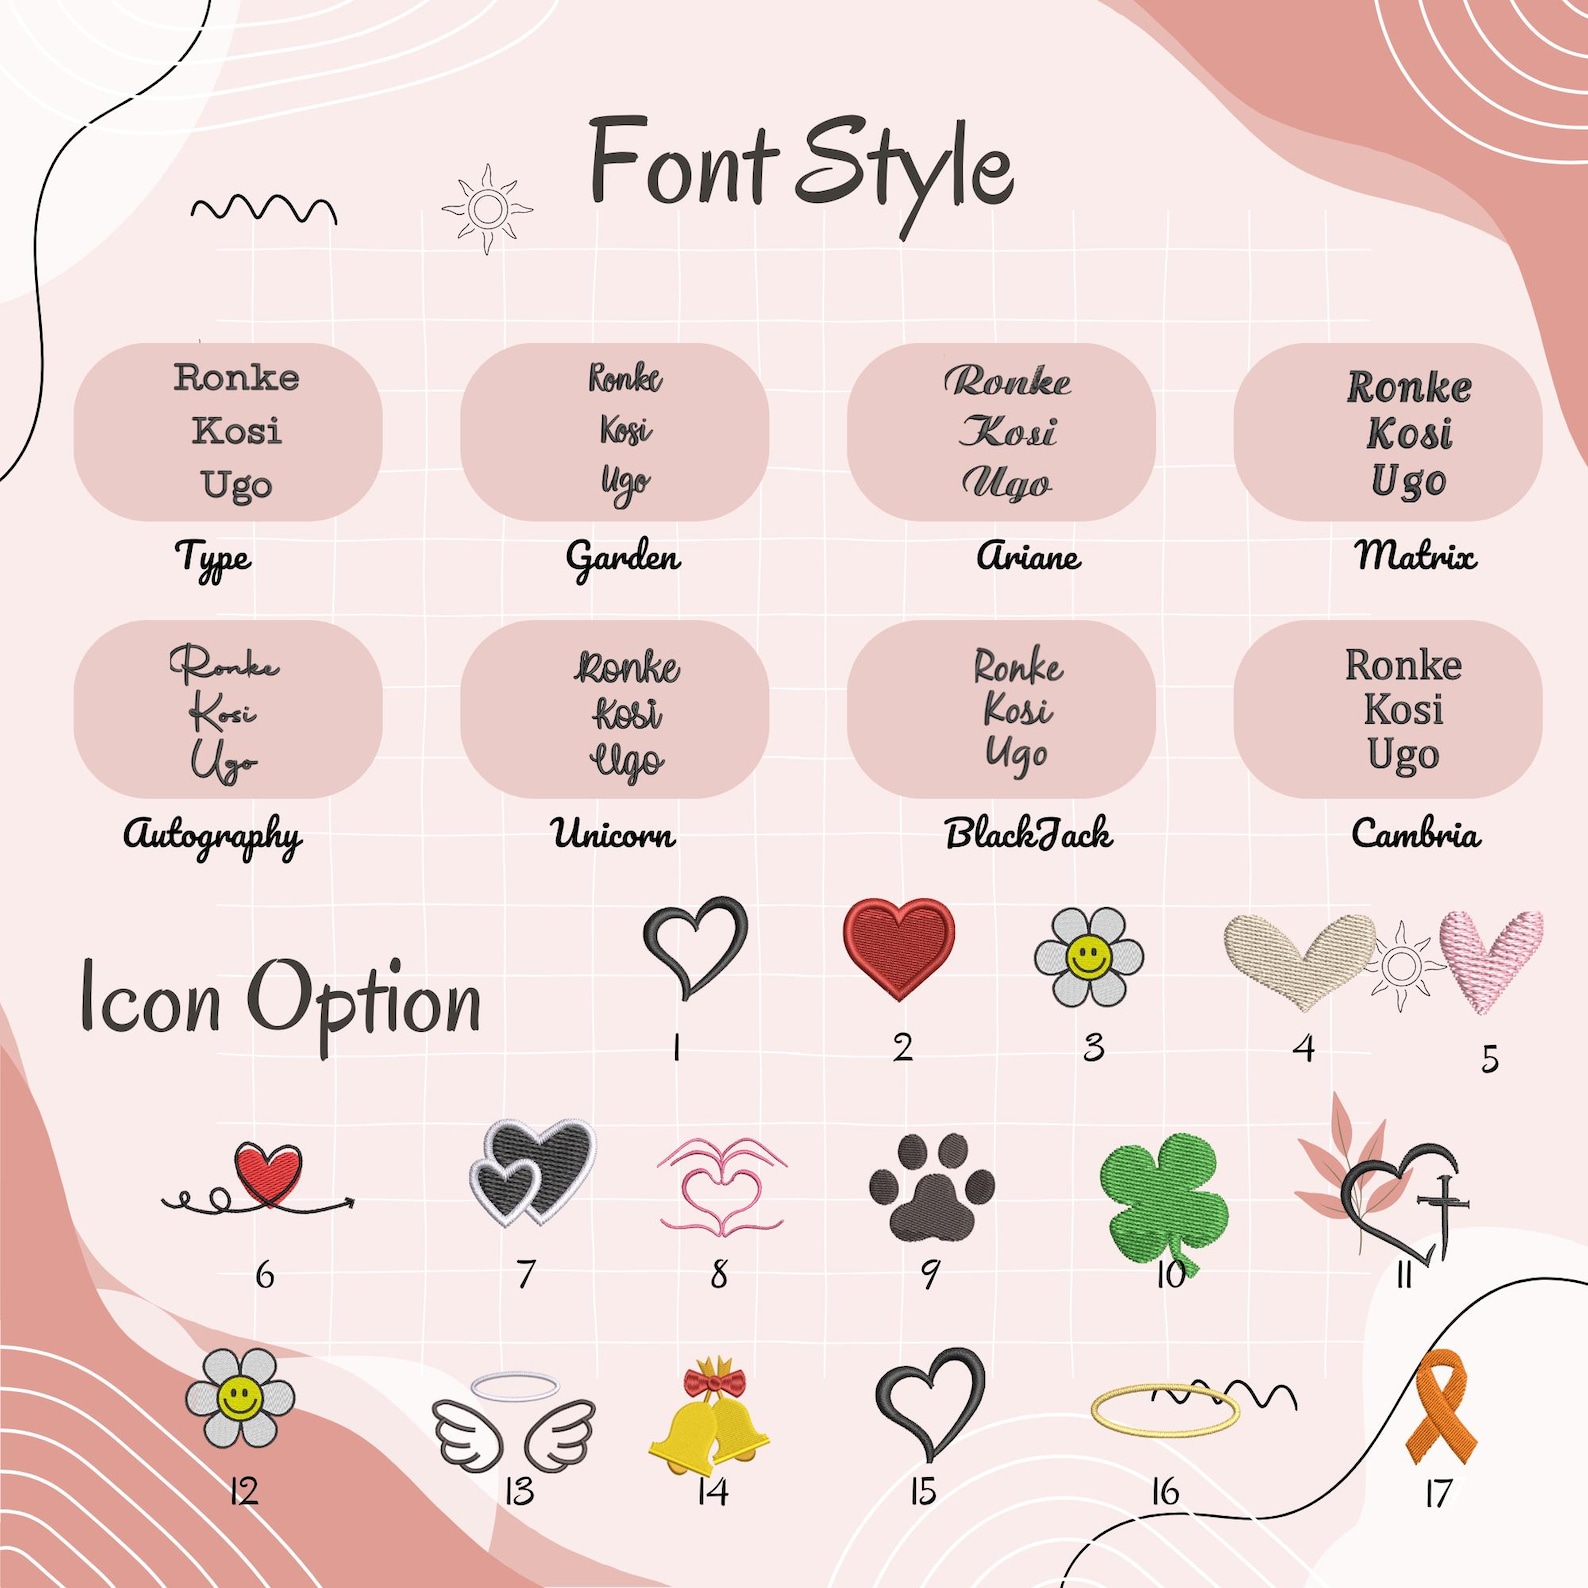 Font Style
Ronke
Kosi
Ugo
Type
Ronke
Kosi
Ugo
Garden
Ronke
Kosi
Ugo
Ariane
Ronke
Kosi
Ugo
Matrix
Ronke
Kosi
Ugo
Autography
Ronke
Kosi
Ugo
Unicorn
Ronke
Kosi
Ugo
BlackJack
Ronke
Kosi
Ugo
Cambria
Icon Option
1 2 3 4 5
6 7 8 9 10 11
12 13 14 15 16 17